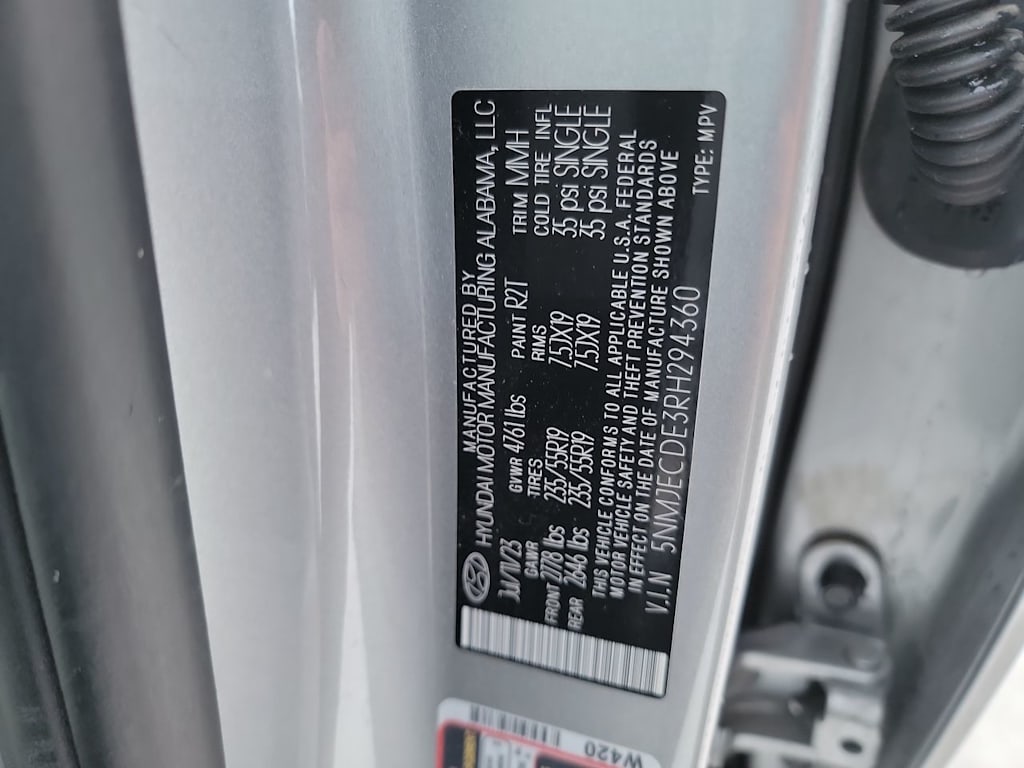 MANUFACTURED BY
HYUNDAI MOTOR MANUFACTURING ALABAMA, LLC
GVWR 4761 lbs PAINT R2T TRIM MMH
GAWR TIRES RIMS COLD TIRE INFL
FRONT 2778 lbs 235/55R19 7.5JX19 35 psi SINGLE
REAR 2646 lbs 235/55R19 7.5JX19 35 psi SINGLE
THIS VEHICLE CONFORMS TO ALL APPLICABLE U.S.A. FEDERAL
MOTOR VEHICLE SAFETY AND THEFT PREVENTION STANDARDS
IN EFFECT ON THE DATE OF MANUFACTURE SHOWN ABOVE
V.I.N 5NMJECDE3RH294360 TYPE: MPV
W420